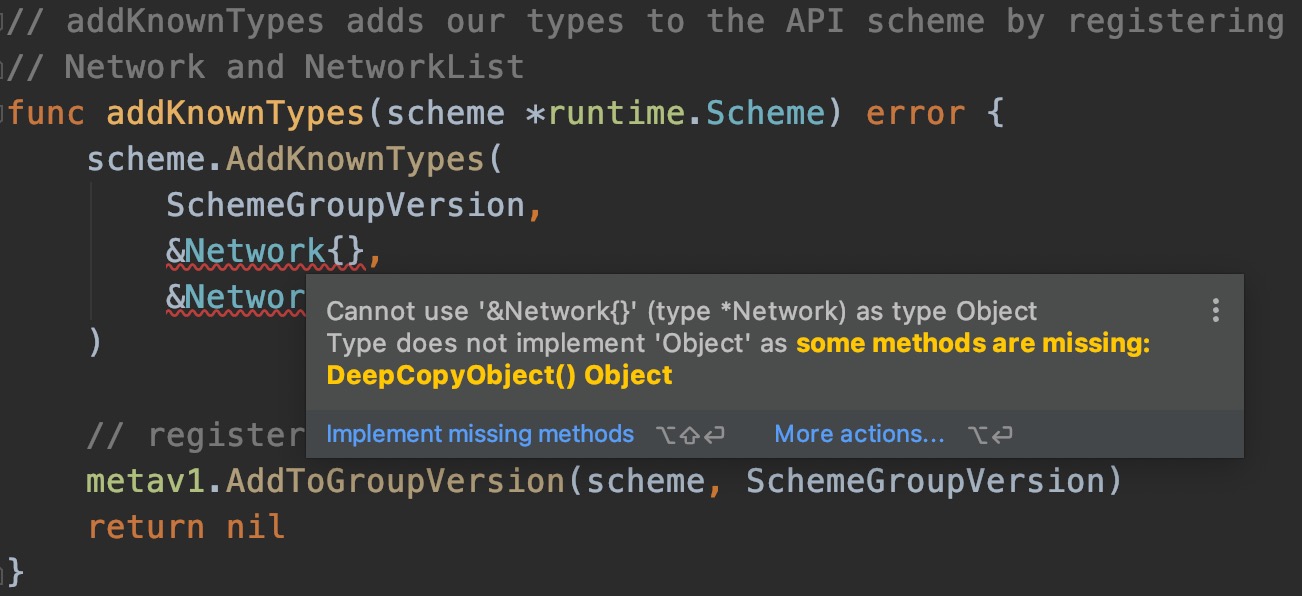 // addKnownTypes adds our types to the API scheme by registering
// Network and NetworkList
func addKnownTypes(scheme *runtime.Scheme) error {
scheme.AddKnownTypes(
SchemeGroupVersion,
&Network{},
&Networ
Cannot use '&Network{}' (type *Network) as type Object
Type does not implement 'Object' as some methods are missing:
DeepCopyObject() Object
Implement missing methods ⌥⇧⏎ More actions... ⌥⏎
)
// register
metav1.AddToGroupVersion(scheme, SchemeGroupVersion)
return nil
}